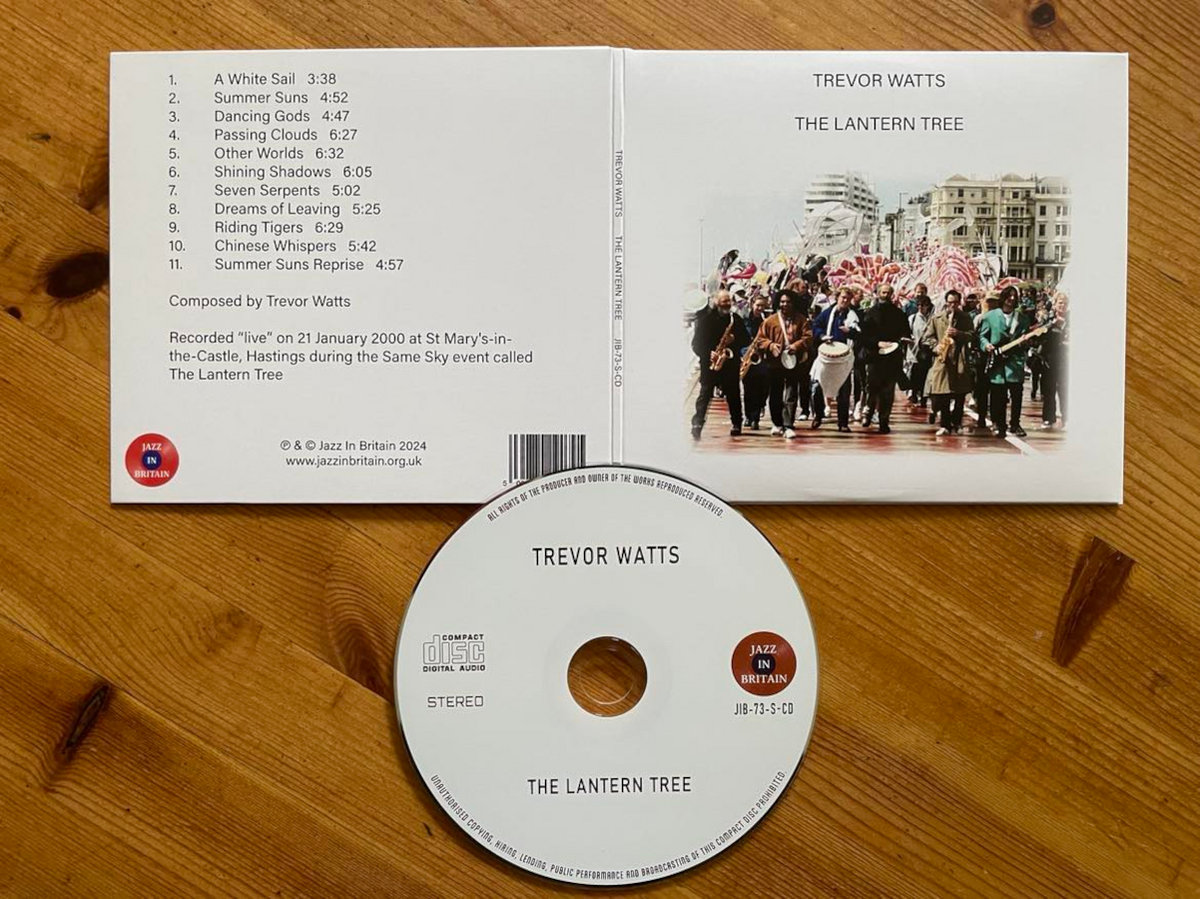 1. A White Sail 3:38
2. Summer Suns 4:52
3. Dancing Gods 4:47
4. Passing Clouds 6:27
5. Other Worlds 6:32
6. Shining Shadows 6:05
7. Seven Serpents 5:02
8. Dreams of Leaving 5:25
9. Riding Tigers 6:29
10. Chinese Whispers 5:42
11. Summer Suns Reprise 4:57
Composed by Trevor Watts
Recorded "live" on 21 January 2000 at St Mary's-in-
the-Castle, Hastings during the Same Sky event called
The Lantern Tree
JAZZ
IN
BRITAIN
℗ & © Jazz In Britain 2024
www.jazzinbritain.org.uk
TREVOR WATTS THE LANTERN TREE JIB-73-S-CD
TREVOR WATTS
THE LANTERN TREE
ALL RIGHTS OF THE PRODUCER AND OWNER OF THE WORKS REPRODUCED RESERVED.
TREVOR WATTS
COMPACT
disc
DIGITAL AUDIO
STEREO
JAZZ
IN
BRITAIN
JIB-73-S-CD
THE LANTERN TREE
UNAUTHORISED COPYING, HIRING, LENDING, PUBLIC PERFORMANCE AND BROADCASTING OF THIS COMPACT DISC PROHIBITED.